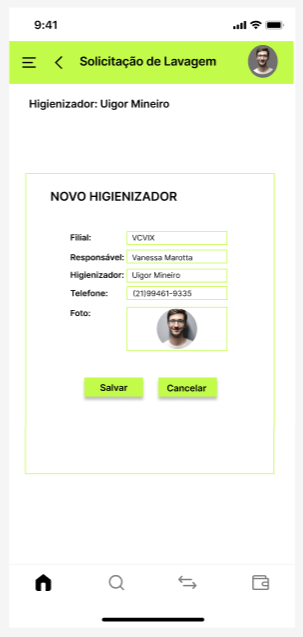 9:41
Solicitação de Lavagem
Higienizador: Uigor Mineiro
NOVO HIGIENIZADOR
Filial: VCVIX
Responsável: Vanessa Marotta
Higienizador: Uigor Mineiro
Telefone: (21)99461-9335
Foto:
Salvar Cancelar